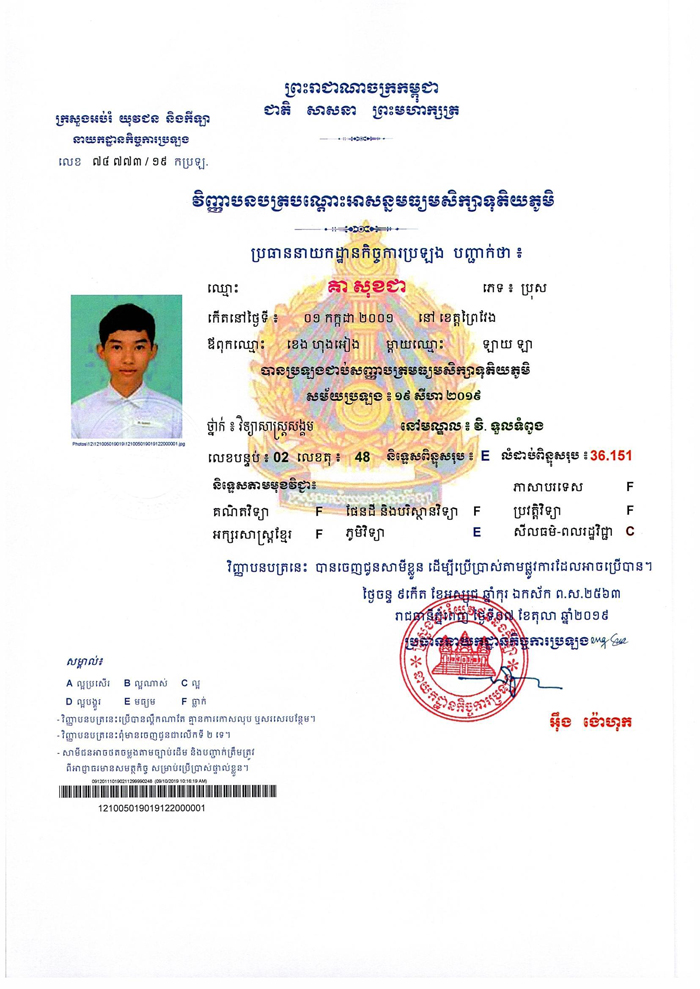 ព្រះរាជាណាចក្រកម្ពុជា
ជាតិ សាសនា ព្រះមហាក្សត្រ
ក្រសួងអប់រំ យុវជន និងកីឡា
នាយកដ្ឋានកិច្ចការប្រឡង
លេខ ៧៤ ៧៧៣ / ១៩ កប្រឡ.
វិញ្ញាបនបត្របណ្ដោះអាសន្នមធ្យមសិក្សាទុតិយភូមិ
ប្រធាននាយកដ្ឋានកិច្ចការប្រឡង បញ្ជាក់ថា ៖
ឈ្មោះ គា សុខជា ភេទ ៖ ប្រុស
កើតនៅថ្ងៃទី ៖ ០១ កក្កដា ២០០១ នៅ ខេត្តព្រៃវែង
ឪពុកឈ្មោះ ខេង ហុងអៀង ម្ដាយឈ្មោះ ឡាយ ឡា
បានប្រឡងជាប់សញ្ញាបត្រមធ្យមសិក្សាទុតិយភូមិ
សម័យប្រឡង ៖ ១៩ សីហា ២០១៩
ថ្នាក់ ៖ វិទ្យាសាស្ត្រសង្គម នៅមណ្ឌល ៖ វិ. ទួលទំពូង
លេខបន្ទប់ ៖ 02 លេខតុ ៖ 48 និទ្ទេសពិន្ទុសរុប ៖ E លំដាប់ពិន្ទុសរុប ៖ 36.151
និទ្ទេសតាមមុខវិជ្ជា៖ ភាសាបរទេស F
គណិតវិទ្យា F ផែនដី និងបរិស្ថានវិទ្យា F ប្រវត្តិវិទ្យា F
អក្សរសាស្ត្រខ្មែរ F ភូមិវិទ្យា E សីលធម៌-ពលរដ្ឋវិជ្ជា C
វិញ្ញាបនបត្រនេះ បានចេញជូនសាមីខ្លួន ដើម្បីប្រើប្រាស់តាមផ្លូវការដែលអាចប្រើបាន។
ថ្ងៃចន្ទ ៩កើត ខែអស្សុជ ឆ្នាំកុរ ឯកស័ក ព.ស.២៥៦៣
រាជធានីភ្នំពេញ ថ្ងៃទី០៧ ខែតុលា ឆ្នាំ២០១៩
ប្រធាននាយកដ្ឋានកិច្ចការប្រឡង
អ៊ឹង ង៉ោហុក
Photos\12\121005019019\121005019019122000001.jpg
សម្គាល់៖
A ល្អប្រសើរ B ល្អណាស់ C ល្អ
D ល្អបង្គួរ E មធ្យម F ធ្លាក់
- វិញ្ញាបនបត្រនេះប្រើបានលុះណាតែ គ្មានការកោសលុប ឬសរសេរបន្ថែម។
- វិញ្ញាបនបត្រនេះពុំមានចេញជូនជាលើកទី ២ ទេ។
- សាមីជនអាចថតចម្លងតាមច្បាប់ដើម និងបញ្ជាក់ត្រឹមត្រូវ
ពីអាជ្ញាធរមានសមត្ថកិច្ច សម្រាប់ប្រើប្រាស់ផ្ទាល់ខ្លួន។
091201110190211299990246 (09/10/2019 10:16:19 AM)
121005019019122000001